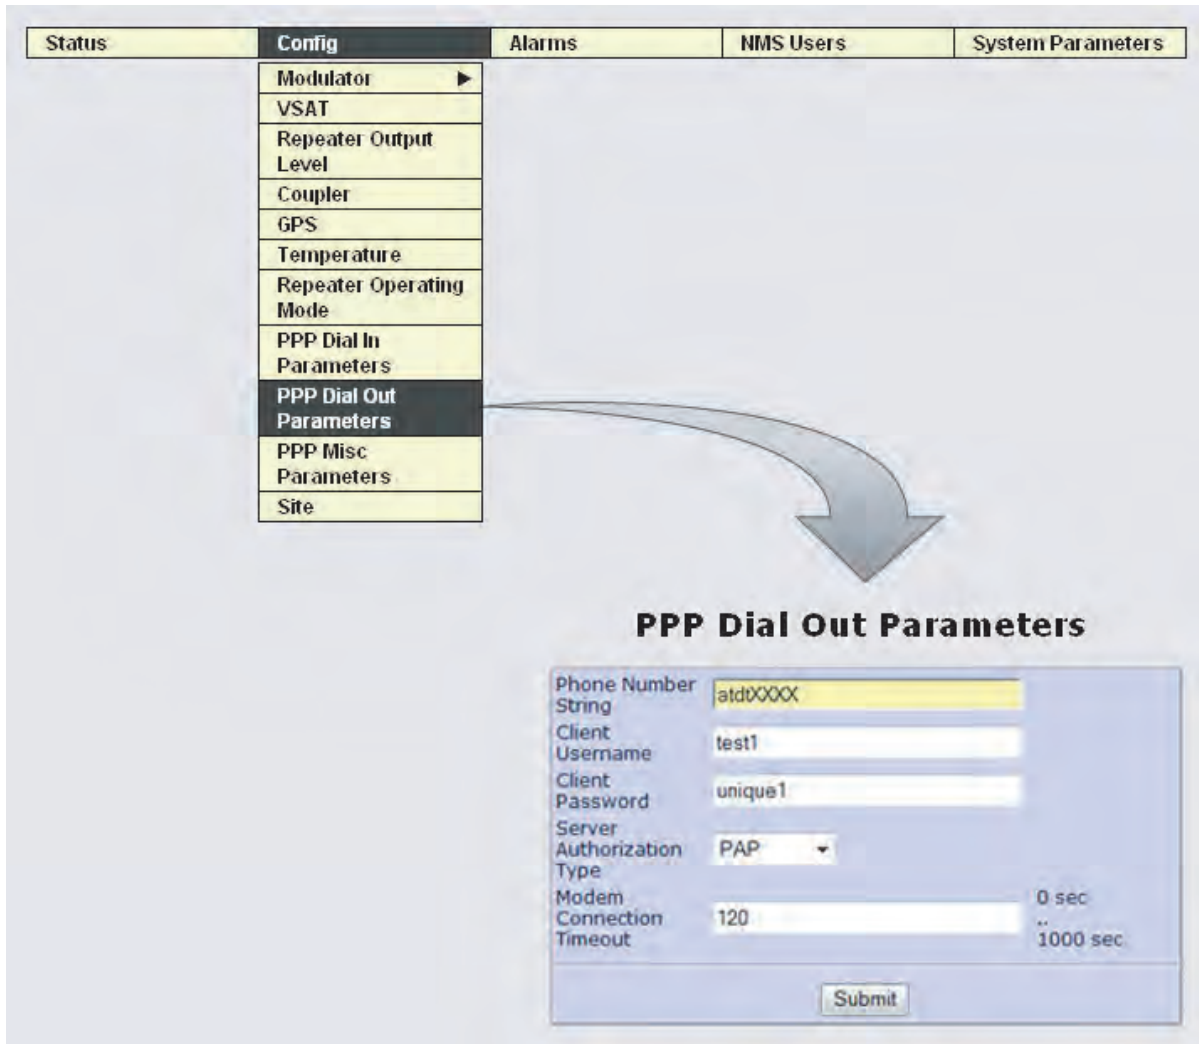 Status Config Alarms NMS Users System Parameters
Modulator
VSAT
Repeater Output
Level
Coupler
GPS
Temperature
Repeater Operating
Mode
PPP Dial In
Parameters
PPP Dial Out
Parameters
PPP Misc
Parameters
Site
PPP Dial Out Parameters
Phone Number
String
atdtXXXX
Client
Username
test1
Client
Password
unique1
Server
Authorization
Type
PAP
Modem
Connection
Timeout
120
0 sec
..
1000 sec
Submit